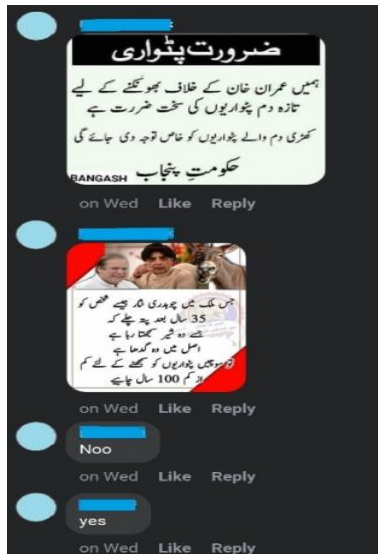 ضرورت پٹواری
ہمیں عمران خان کے خلاف بھونکنے کے لیے
تازہ دم پٹواریوں کی سخت ضررت ہے
کھڑی دم والے پٹواریوں کو خاص توجہ دی جائے گی
حکومتِ پنجاب
BANGASH
on Wed Like Reply
جس ملک میں چوہدری نثار جیسے شخص کو
35 سال بعد پتہ چلے کہ
جسے وہ شیر سمجھتا رہا ہے
اصل میں وہ گدھا ہے
تو سوچیں پٹواریوں کو سمجھنے کے لئے کم
از کم 100 سال چاہیے
on Wed Like Reply
Noo
on Wed Like Reply
yes
on Wed Like Reply